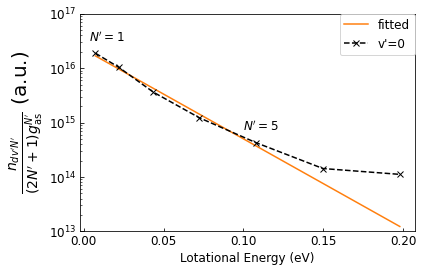 10^17
10^16
10^15
10^14
10^13
n_{dv'N'} / (2N' + 1)g_{as}^{N'} (a.u.)
N' = 1
N' = 5
fitted
v'=0
0.00 0.05 0.10 0.15 0.20
Lotational Energy (eV)